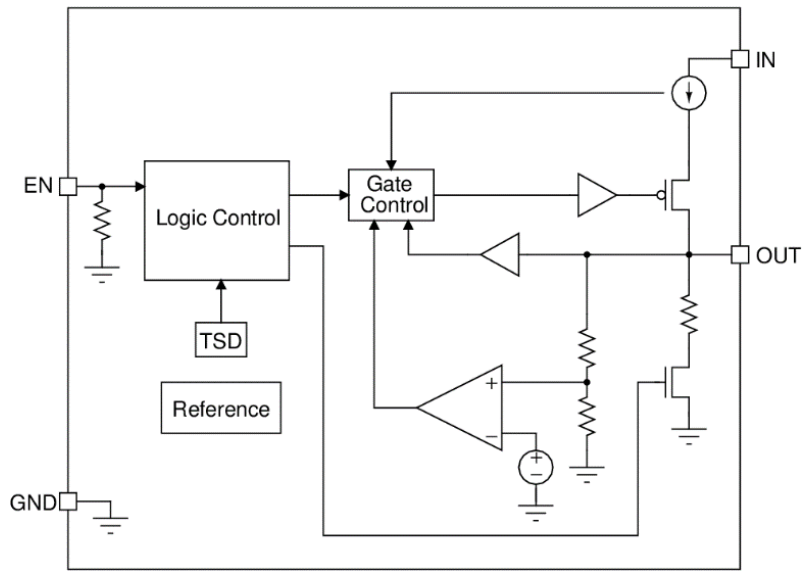 IN
EN
Logic Control
Gate
Control
OUT
TSD
Reference
+
−
+
−
GND